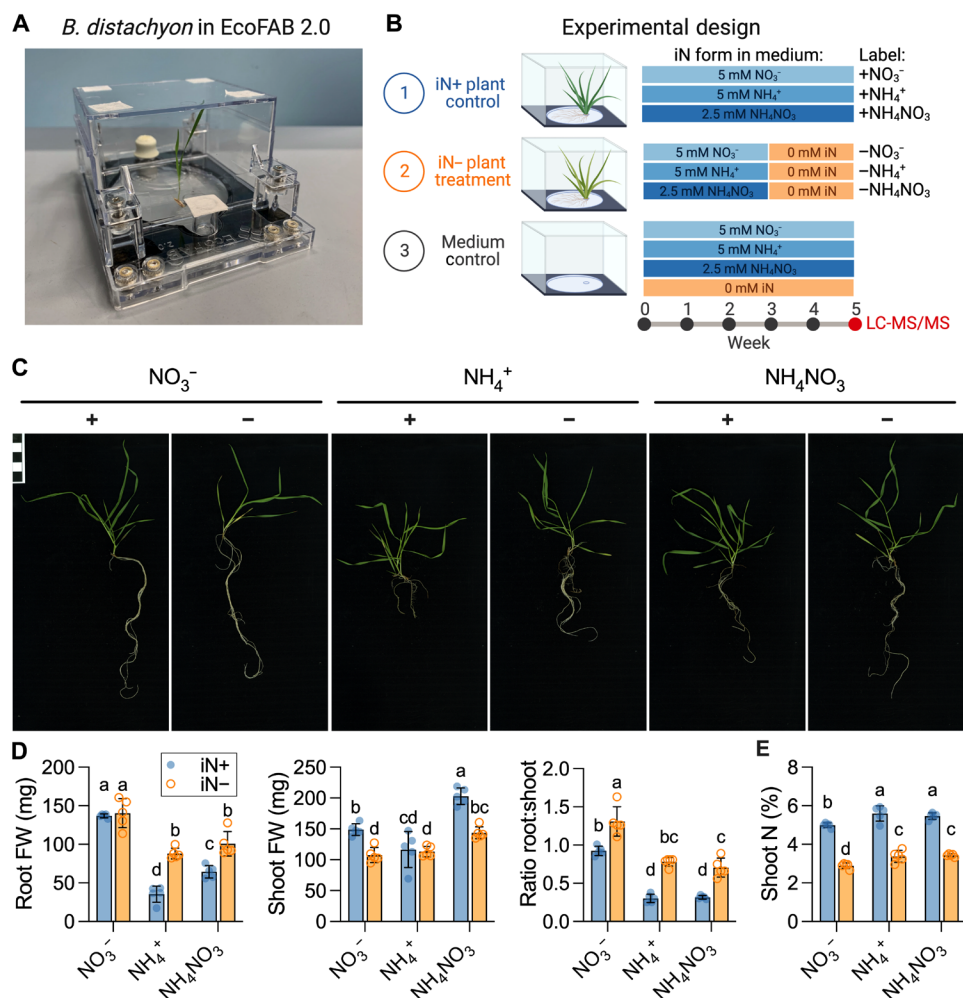 A
B. distachyon in EcoFAB 2.0
B
Experimental design
iN form in medium:
Label:
1
iN+ plant
control
5 mM NO₃⁻
+NO₃⁻
5 mM NH₄⁺
+NH₄⁺
2.5 mM NH₄NO₃
+NH₄NO₃
2
iN− plant
treatment
5 mM NO₃⁻
0 mM iN
−NO₃⁻
5 mM NH₄⁺
0 mM iN
−NH₄⁺
2.5 mM NH₄NO₃
0 mM iN
−NH₄NO₃
3
Medium
control
5 mM NO₃⁻
5 mM NH₄⁺
2.5 mM NH₄NO₃
0 mM iN
0 1 2 3 4 5
LC-MS/MS
Week
C
NO₃⁻
NH₄⁺
NH₄NO₃
+ − + − + −
D
iN+
iN−
Root FW (mg)
200
150
100
50
0
a a d b c b
NO₃⁻
NH₄⁺
NH₄NO₃
Shoot FW (mg)
250
200
150
100
50
0
b d cd d a bc
NO₃⁻
NH₄⁺
NH₄NO₃
Ratio root:shoot
2.0
1.5
1.0
0.5
0.0
b a d bc d c
NO₃⁻
NH₄⁺
NH₄NO₃
E
Shoot N (%)
8
6
4
2
0
b d a c a c
NO₃⁻
NH₄⁺
NH₄NO₃